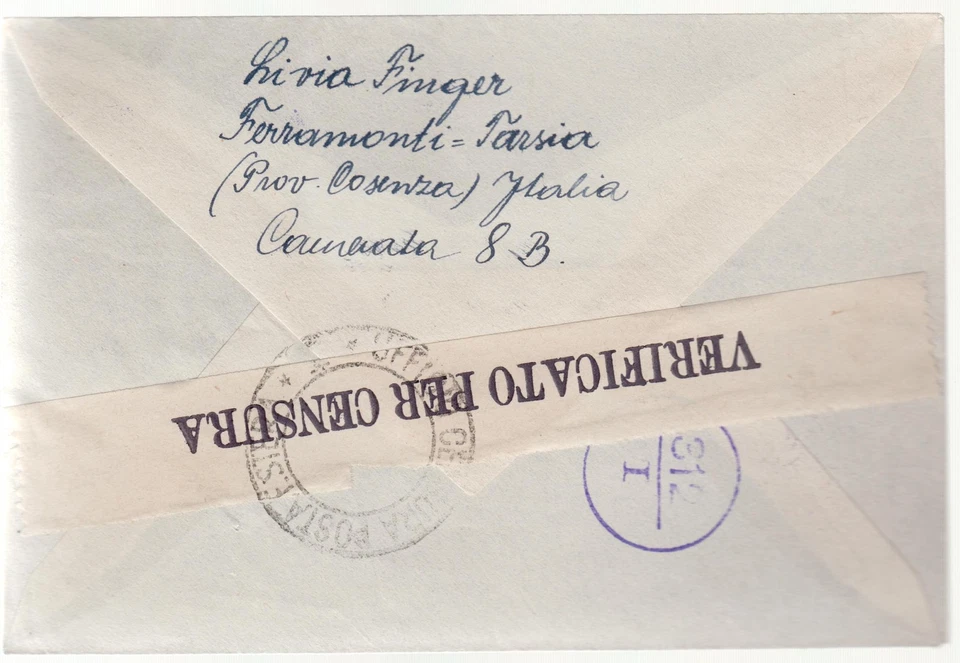 Livia Finger
Ferramonti = Tarsia
(Prov. Cosenza) Italia
Camerata 8 B.
VERIFICATO PER CENSURA
312
I